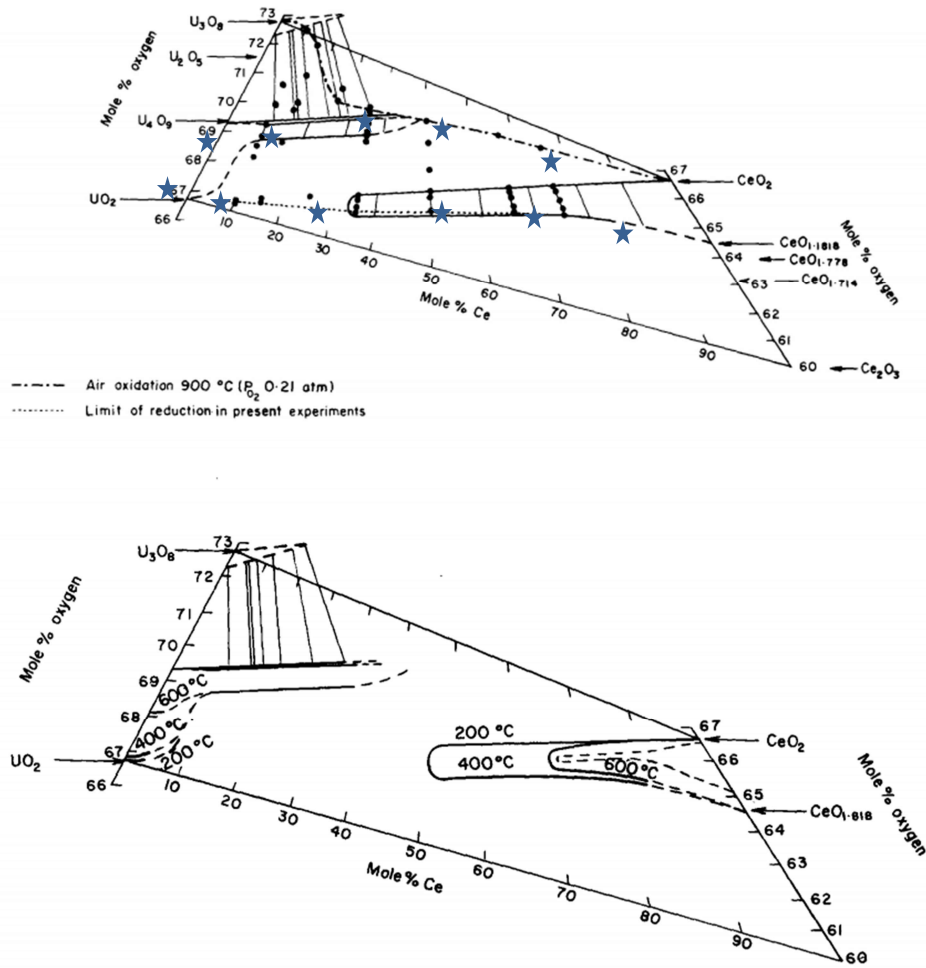 73
U3O8
72
U2O5
71
Mole % oxygen
70
U4O9
69
68
67
UO2
66
10
20
30
40
50
60
70
80
90
Mole % Ce
67
CeO2
66
65
CeO1·1818
64
CeO1·778
63
CeO1·714
Mole % oxygen
62
61
60
Ce2O3
Air oxidation 900 °C (PO2 0·21 atm)
Limit of reduction in present experiments
73
U3O8
72
71
Mole % oxygen
70
69
600°C
68
400°C
67
200°C
UO2
66
10
20
30
40
50
60
70
80
90
Mole % Ce
200 °C
400°C
600°C
67
CeO2
66
65
CeO1·818
64
Mole % oxygen
63
62
61
60